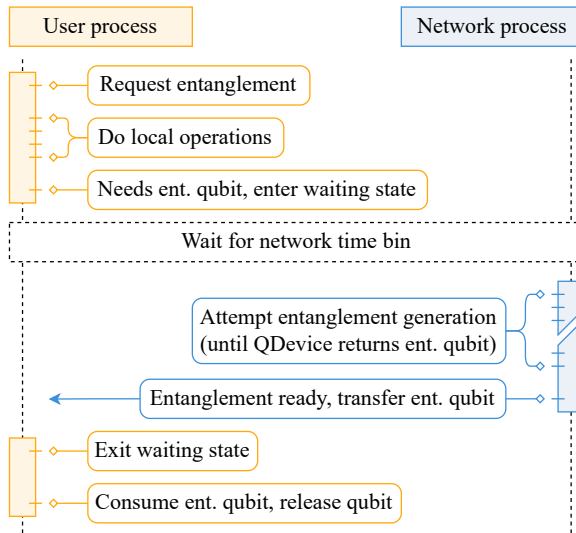 User process
Network process
Request entanglement
Do local operations
Needs ent. qubit, enter waiting state
Wait for network time bin
Attempt entanglement generation
(until QDevice returns ent. qubit)
Entanglement ready, transfer ent. qubit
Exit waiting state
Consume ent. qubit, release qubit